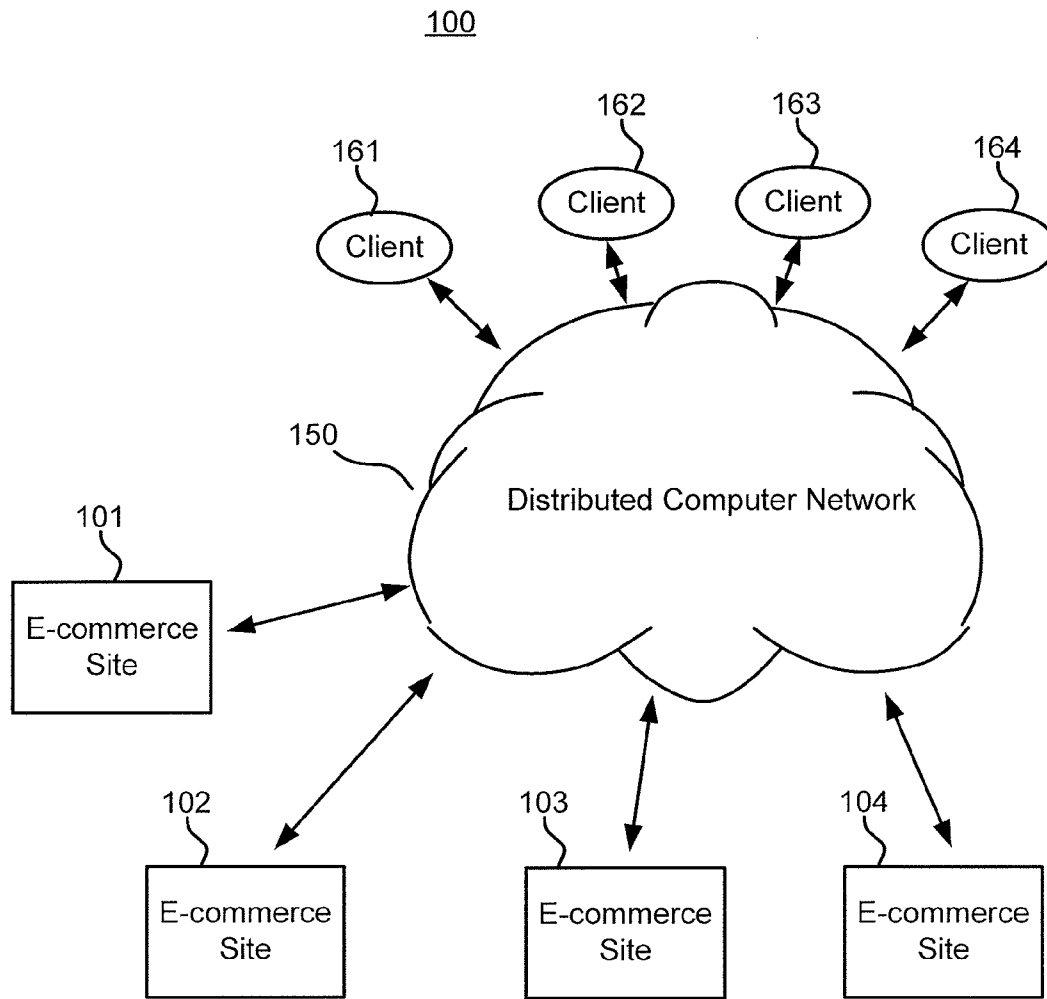 100
162
163
161
164
Client
Client
Client
Client
150
Distributed Computer Network
101
E-commerce
Site
102
103
104
E-commerce
Site
E-commerce
Site
E-commerce
Site